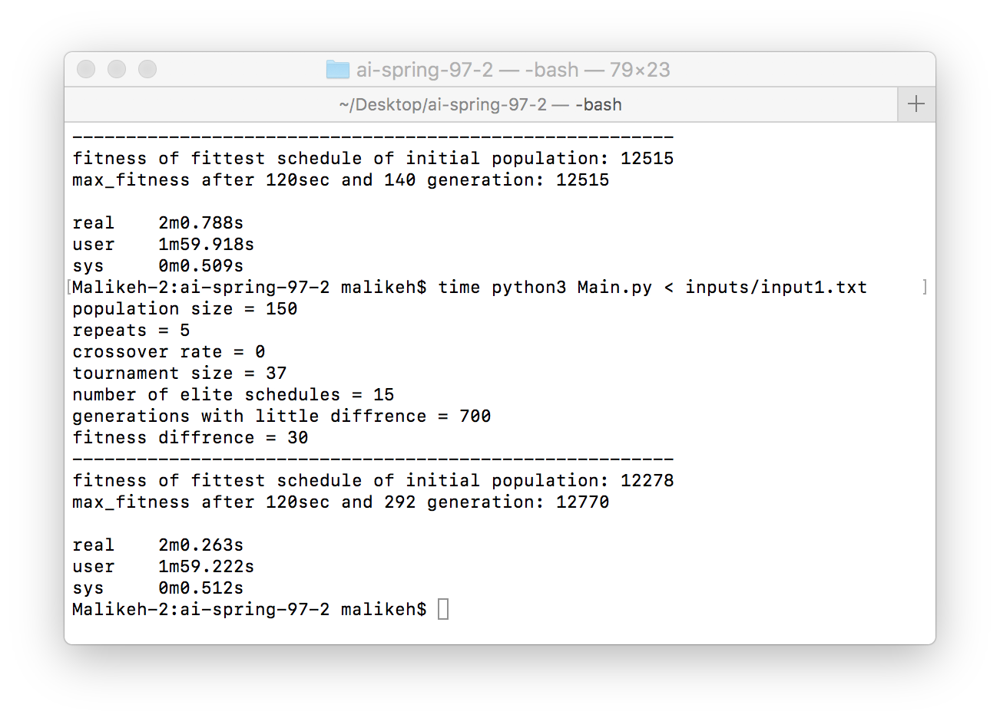 ai-spring-97-2 — -bash — 79×23
~/Desktop/ai-spring-97-2 — -bash
--------------------------------------------------------
fitness of fittest schedule of initial population: 12515
max_fitness after 120sec and 140 generation: 12515
real 2m0.788s
user 1m59.918s
sys 0m0.509s
[Malikeh-2:ai-spring-97-2 malikeh$ time python3 Main.py < inputs/input1.txt ]
population size = 150
repeats = 5
crossover rate = 0
tournament size = 37
number of elite schedules = 15
generations with little diffrence = 700
fitness diffrence = 30
--------------------------------------------------------
fitness of fittest schedule of initial population: 12278
max_fitness after 120sec and 292 generation: 12770
real 2m0.263s
user 1m59.222s
sys 0m0.512s
Malikeh-2:ai-spring-97-2 malikeh$